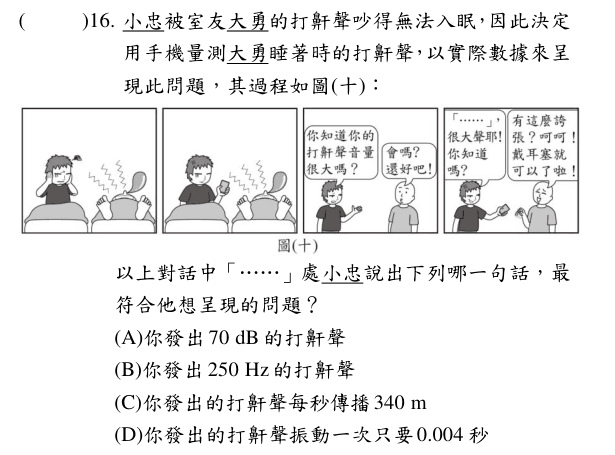 (　　)16. 小忠被室友大勇的打鼾聲吵得無法入眠，因此決定
用手機量測大勇睡著時的打鼾聲，以實際數據來呈
現此問題，其過程如圖(十)：
你知道你的
打鼾聲音量
很大嗎？
會嗎？
還好吧！
「……」，
很大聲耶！
你知道
嗎？
有這麼誇
張？呵呵！
戴耳塞就
可以了啦！
圖(十)
以上對話中「……」處小忠說出下列哪一句話，最
符合他想呈現的問題？
(A)你發出 70 dB 的打鼾聲
(B)你發出 250 Hz 的打鼾聲
(C)你發出的打鼾聲每秒傳播 340 m
(D)你發出的打鼾聲振動一次只要 0.004 秒